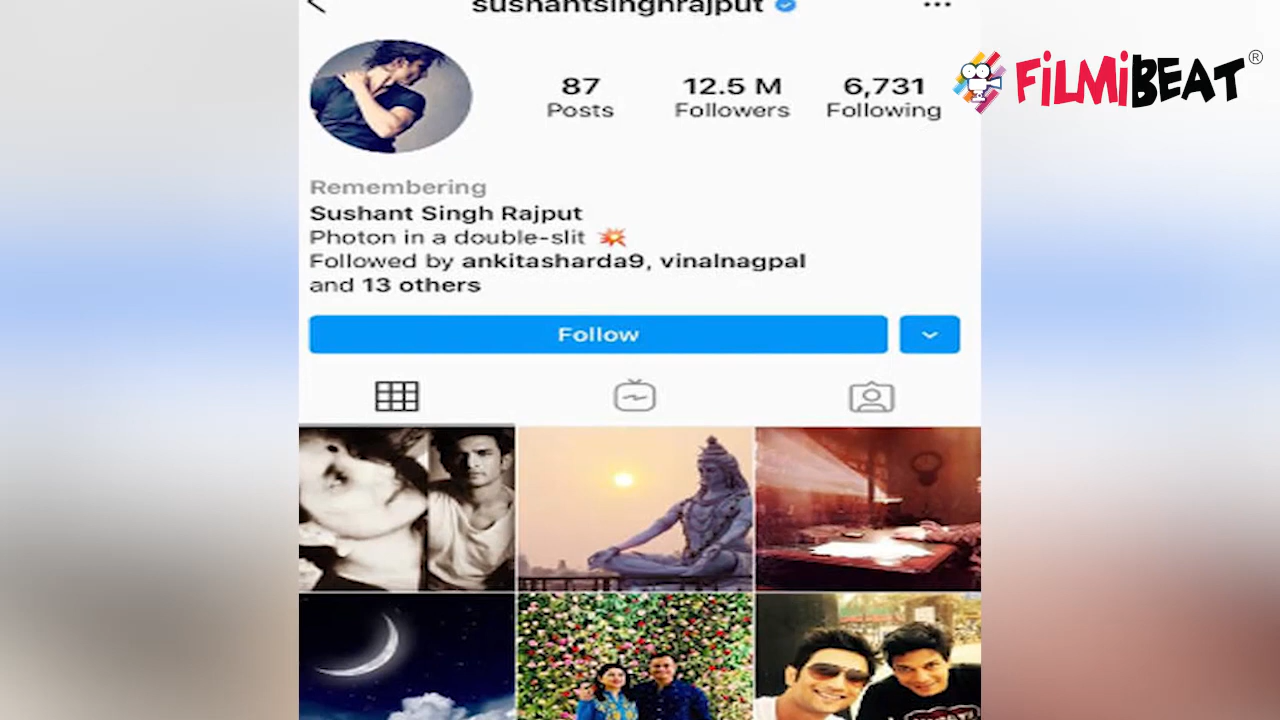 sushantsinghrajput
FiLMiBEAT®
87
Posts
12.5 M
Followers
6,731
Following
Remembering
Sushant Singh Rajput
Photon in a double-slit 💥
Followed by ankitasharda9, vinalnagpal
and 13 others
Follow